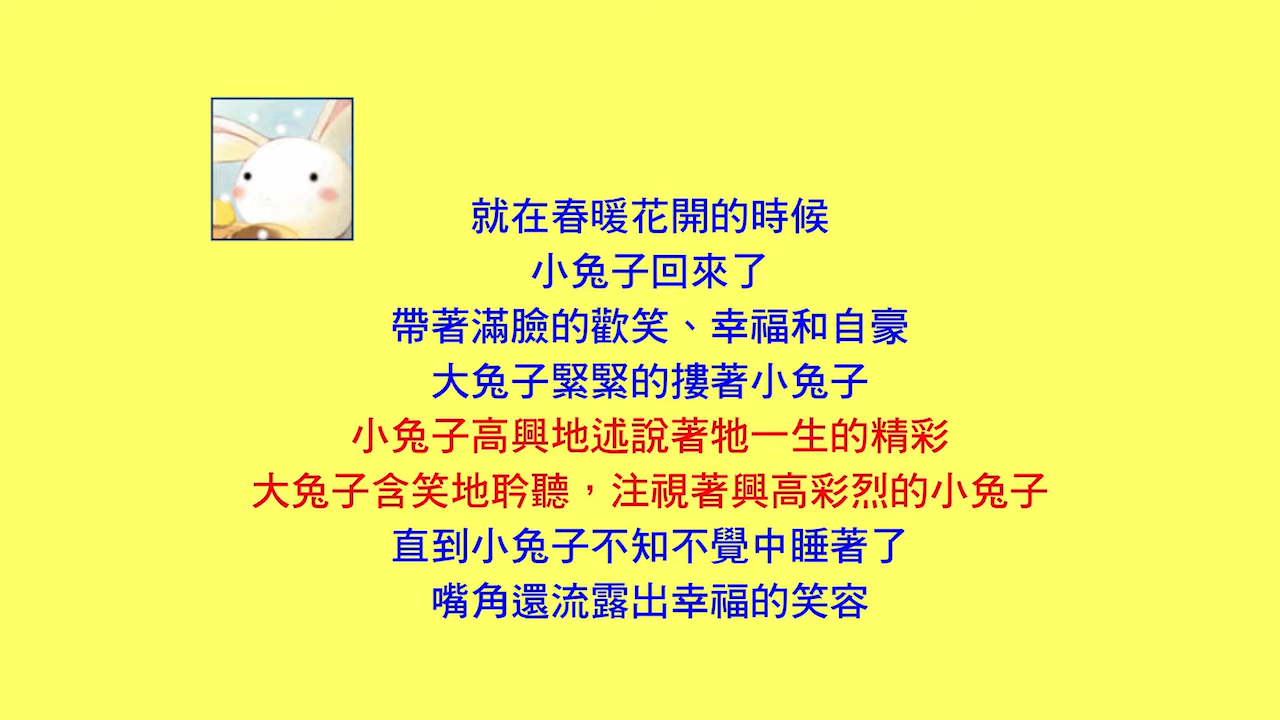 就在春暖花開的時候
小兔子回來了
帶著滿臉的歡笑、幸福和自豪
大兔子緊緊的摟著小兔子
小兔子高興地述說著牠一生的精彩
大兔子含笑地聆聽，注視著興高彩烈的小兔子
直到小兔子不知不覺中睡著了
嘴角還流露出幸福的笑容